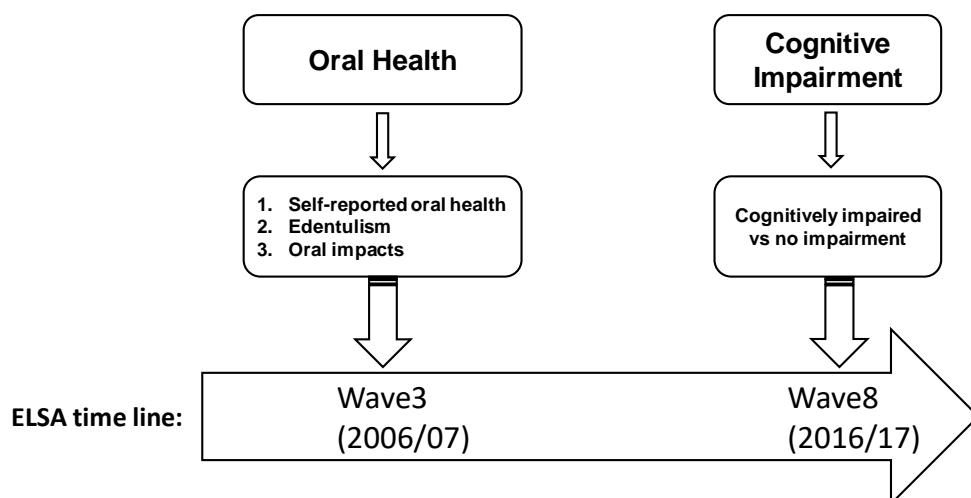 Oral Health
Cognitive
Impairment
1. Self-reported oral health
2. Edentulism
3. Oral impacts
Cognitively impaired
vs no impairment
ELSA time line:
Wave3
(2006/07)
Wave8
(2016/17)